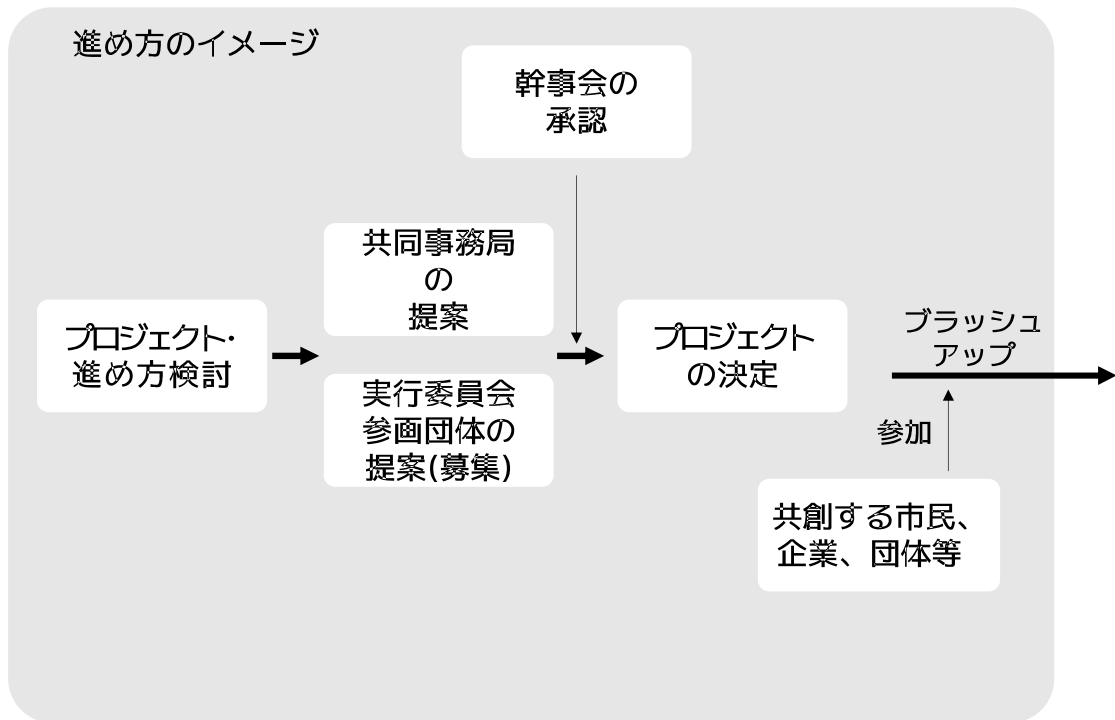 進め方のイメージ
幹事会の
承認
共同事務局
の
提案
プロジェクト・
進め方検討
実行委員会
参画団体の
提案(募集)
プロジェクト
の決定
ブラッシュ
アップ
参加
共創する市民、
企業、団体等